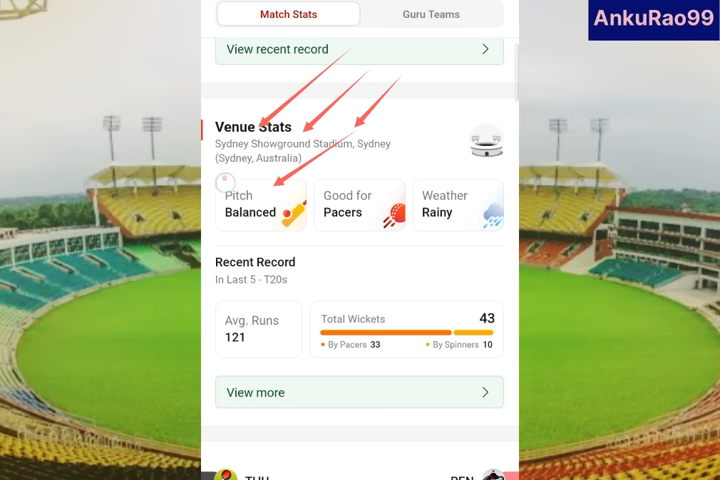 Match Stats
Guru Teams
AnkuRao99
View recent record
Venue Stats
Sydney Showground Stadium, Sydney
(Sydney, Australia)
Pitch
Balanced
Good for
Pacers
Weather
Rainy
Recent Record
In Last 5 - T20s
Avg. Runs
121
Total Wickets
43
By Pacers 33
By Spinners 10
View more